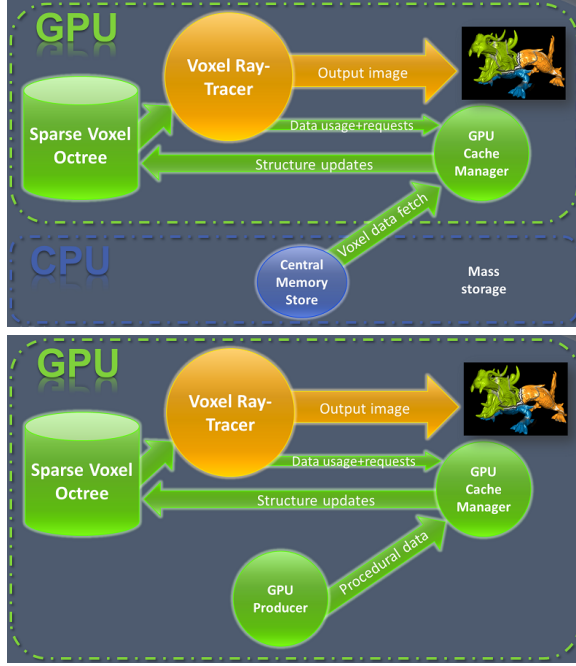 GPU
Voxel Ray-
Tracer
Output image
Sparse Voxel
Octree
Data usage+requests
GPU
Cache
Manager
Structure updates
Voxel data fetch
CPU
Central
Memory
Store
Mass
storage
GPU
Voxel Ray-
Tracer
Output image
Sparse Voxel
Octree
Data usage+requests
GPU
Cache
Manager
Structure updates
Procedural data
GPU
Producer